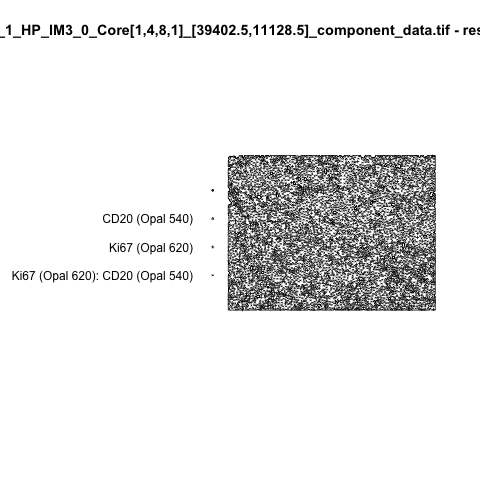 _1_HP_IM3_0_Core[1,4,8,1]_[39402.5,11128.5]_component_data.tif - res
CD20 (Opal 540)
Ki67 (Opal 620)
Ki67 (Opal 620): CD20 (Opal 540)